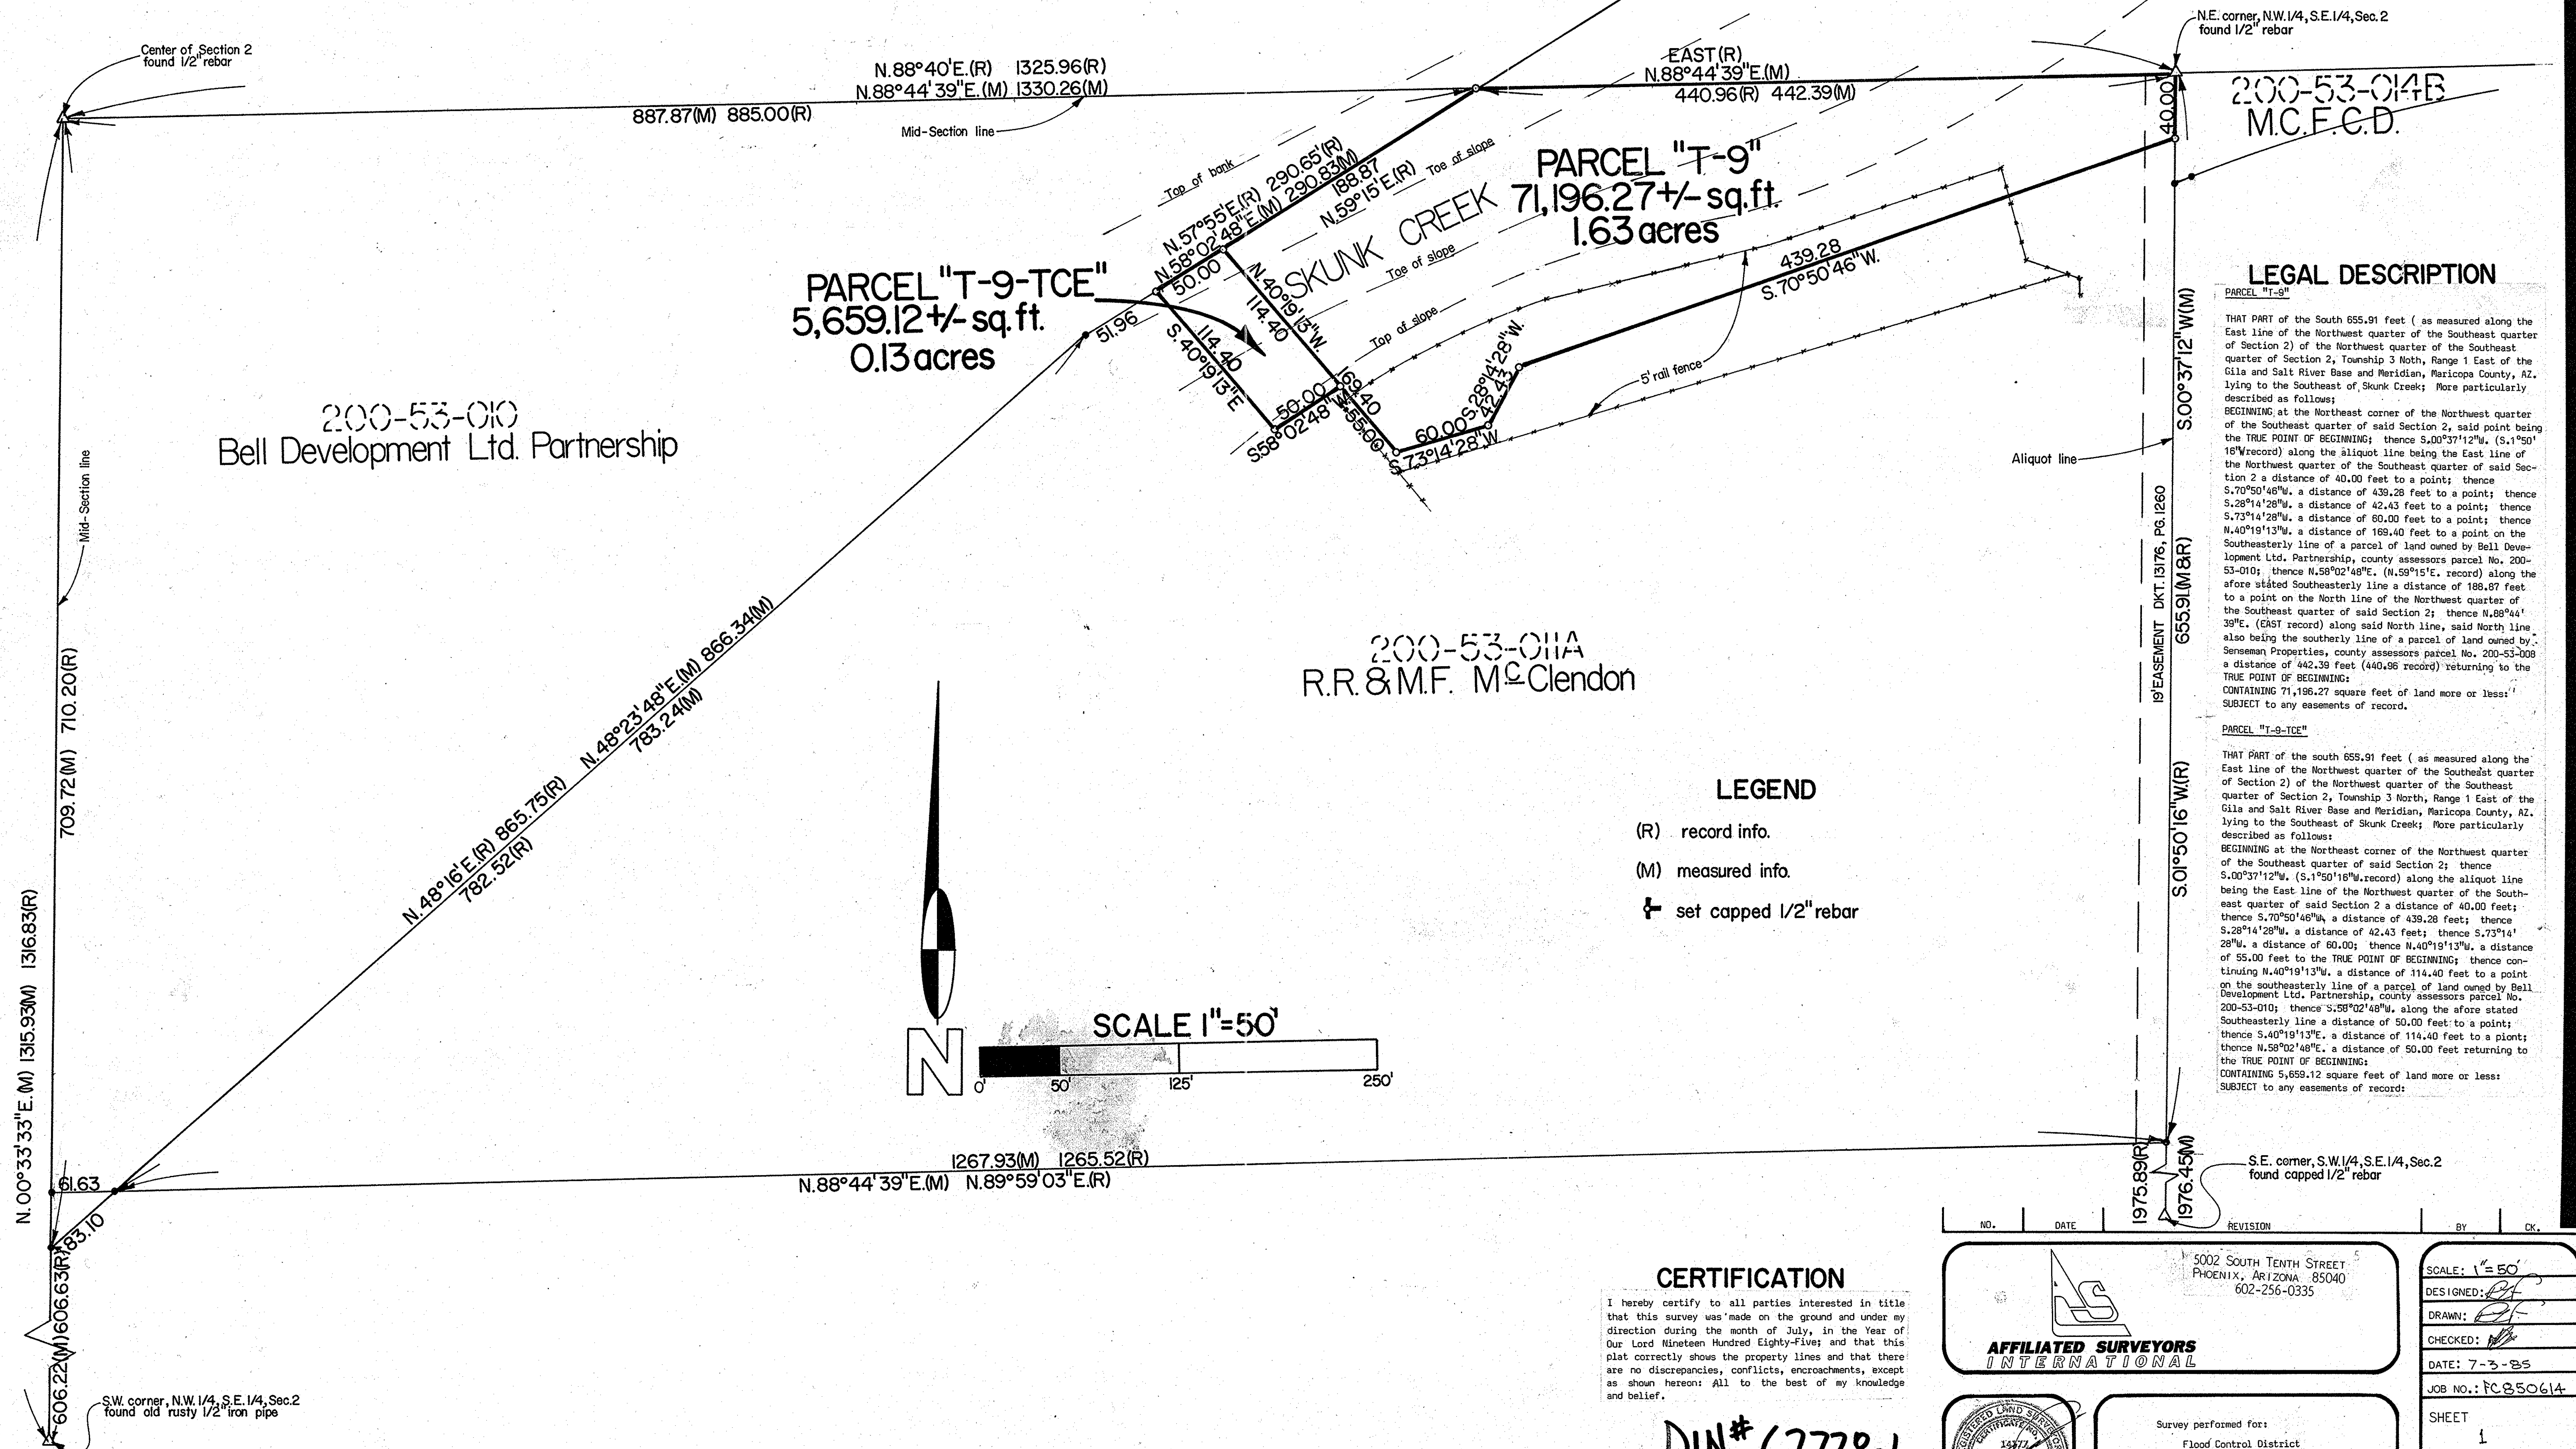 Center of Section 2
found 1/2" rebar
N.88°40'E.(R) 1325.96(R)
N.88°44'39"E.(M) 1330.26(M)
887.87(M) 885.00(R)
Mid-Section line
EAST(R)
N.88°44'39"E.(M)
440.96(R) 442.39(M)
N.E. corner, N.W.1/4, S.E.1/4, Sec.2
found 1/2" rebar
200-53-014B
M.C.F.C.D.
40.00
Top of bank
N.57°55'E.(R) 290.65'(R)
N.58°02'48"E.(M) 290.83(M)
188.87
N.59°15'E.(R)
Toe of slope
50.00
PARCEL "T-9"
71,196.27+/-sq.ft.
1.63 acres
SKUNK CREEK
Toe of slope
Top of slope
PARCEL "T-9-TCE"
5,659.12+/-sq.ft.
0.13 acres
51.96
N.40°19'13"W.
114.40
114.40
S.40°19'13"E
50.00
S.58°02'48"W
169.40
55.00
60.00
S.73°14'28"W
S.28°14'28"W.
42.43
439.28
S.70°50'46"W.
5' rail fence
200-53-010
Bell Development Ltd. Partnership
Mid-Section line
Aliquot line
S.00°37'12"W(M)
655.91(M&R)
S.01°50'16"W.(R)
19'EASEMENT DKT. 13176, PG. 1260
N.48°23'48"E.(M) 866.34(M)
783.24(M)
N.48°16'E.(R) 865.75(R)
782.52(R)
709.72(M) 710.20(R)
N.00°33'33"E.(M) 1315.93(M) 1316.83(R)
200-53-011A
R.R.&M.F. McClendon
LEGEND
(R) record info.
(M) measured info.
set capped 1/2" rebar
SCALE 1"=50'
N
0' 50' 125' 250'
61.63
83.10
606.22(M) 606.63(R)
1267.93(M) 1265.52(R)
N.88°44'39"E.(M) N.89°59'03"E.(R)
1975.89(R)
1976.45(M)
S.E. corner, S.W.1/4, S.E.1/4, Sec.2
found capped 1/2" rebar
S.W. corner, N.W.1/4, S.E.1/4, Sec.2
found old rusty 1/2" iron pipe
LEGAL DESCRIPTION
PARCEL "T-9"
THAT PART of the South 655.91 feet ( as measured along the
East line of the Northwest quarter of the Southeast quarter
of Section 2) of the Northwest quarter of the Southeast
quarter of Section 2, Township 3 Noth, Range 1 East of the
Gila and Salt River Base and Meridian, Maricopa County, AZ.
lying to the Southeast of Skunk Creek; More particularly
described as follows;
BEGINNING at the Northeast corner of the Northwest quarter
of the Southeast quarter of said Section 2, said point being
the TRUE POINT OF BEGINNING; thence S.00°37'12"W. (S.1°50'
16"W record) along the aliquot line being the East line of
the Northwest quarter of the Southeast quarter of said Sec-
tion 2 a distance of 40.00 feet to a point; thence
S.70°50'46"W. a distance of 439.28 feet to a point; thence
S.28°14'28"W. a distance of 42.43 feet to a point; thence
S.73°14'28"W. a distance of 60.00 feet to a point; thence
N.40°19'13"W. a distance of 169.40 feet to a point on the
Southeasterly line of a parcel of land owned by Bell Deve-
lopment Ltd. Partnership, county assessors parcel No. 200-
53-010; thence N.58°02'48"E. (N.59°15'E. record) along the
afore stated Southeasterly line a distance of 188.87 feet
to a point on the North line of the Northwest quarter of
the Southeast quarter of said Section 2; thence N.88°44'
39"E. (EAST record) along said North line, said North line
also being the southerly line of a parcel of land owned by
Senseman Properties, county assessors parcel No. 200-53-008
a distance of 442.39 feet (440.96 record) returning to the
TRUE POINT OF BEGINNING:
CONTAINING 71,196.27 square feet of land more or less:
SUBJECT to any easements of record.
PARCEL "T-9-TCE"
THAT PART of the south 655.91 feet ( as measured along the
East line of the Northwest quarter of the Southeast quarter
of Section 2) of the Northwest quarter of the Southeast
quarter of Section 2, Township 3 North, Range 1 East of the
Gila and Salt River Base and Meridian, Maricopa County, AZ.
lying to the Southeast of Skunk Creek; More particularly
described as follows:
BEGINNING at the Northeast corner of the Northwest quarter
of the Southeast quarter of said Section 2; thence
S.00°37'12"W. (S.1°50'16"W.record) along the aliquot line
being the East line of the Northwest quarter of the South-
east quarter of said Section 2 a distance of 40.00 feet;
thence S.70°50'46"W. a distance of 439.28 feet; thence
S.28°14'28"W. a distance of 42.43 feet; thence S.73°14'
28"W. a distance of 60.00; thence N.40°19'13"W. a distance
of 55.00 feet to the TRUE POINT OF BEGINNING; thence con-
tinuing N.40°19'13"W. a distance of 114.40 feet to a point
on the southeasterly line of a parcel of land owned by Bell
Development Ltd. Partnership, county assessors parcel No.
200-53-010; thence S.58°02'48"W. along the afore stated
Southeasterly line a distance of 50.00 feet to a point;
thence S.40°19'13"E. a distance of 114.40 feet to a piont;
thence N.58°02'48"E. a distance of 50.00 feet returning to
the TRUE POINT OF BEGINNING:
CONTAINING 5,659.12 square feet of land more or less:
SUBJECT to any easements of record:
NO. DATE REVISION BY CK.
CERTIFICATION
I hereby certify to all parties interested in title
that this survey was made on the ground and under my
direction during the month of July, in the Year of
Our Lord Nineteen Hundred Eighty-Five; and that this
plat correctly shows the property lines and that there
are no discrepancies, conflicts, encroachments, except
as shown hereon: All to the best of my knowledge
and belief.
5002 SOUTH TENTH STREET
PHOENIX, ARIZONA 85040
602-256-0335
AFFILIATED SURVEYORS
INTERNATIONAL
SCALE: 1"=50'
DESIGNED:
DRAWN:
CHECKED:
DATE: 7-3-85
JOB NO.: FC850614
SHEET
1
Survey performed for:
Flood Control District